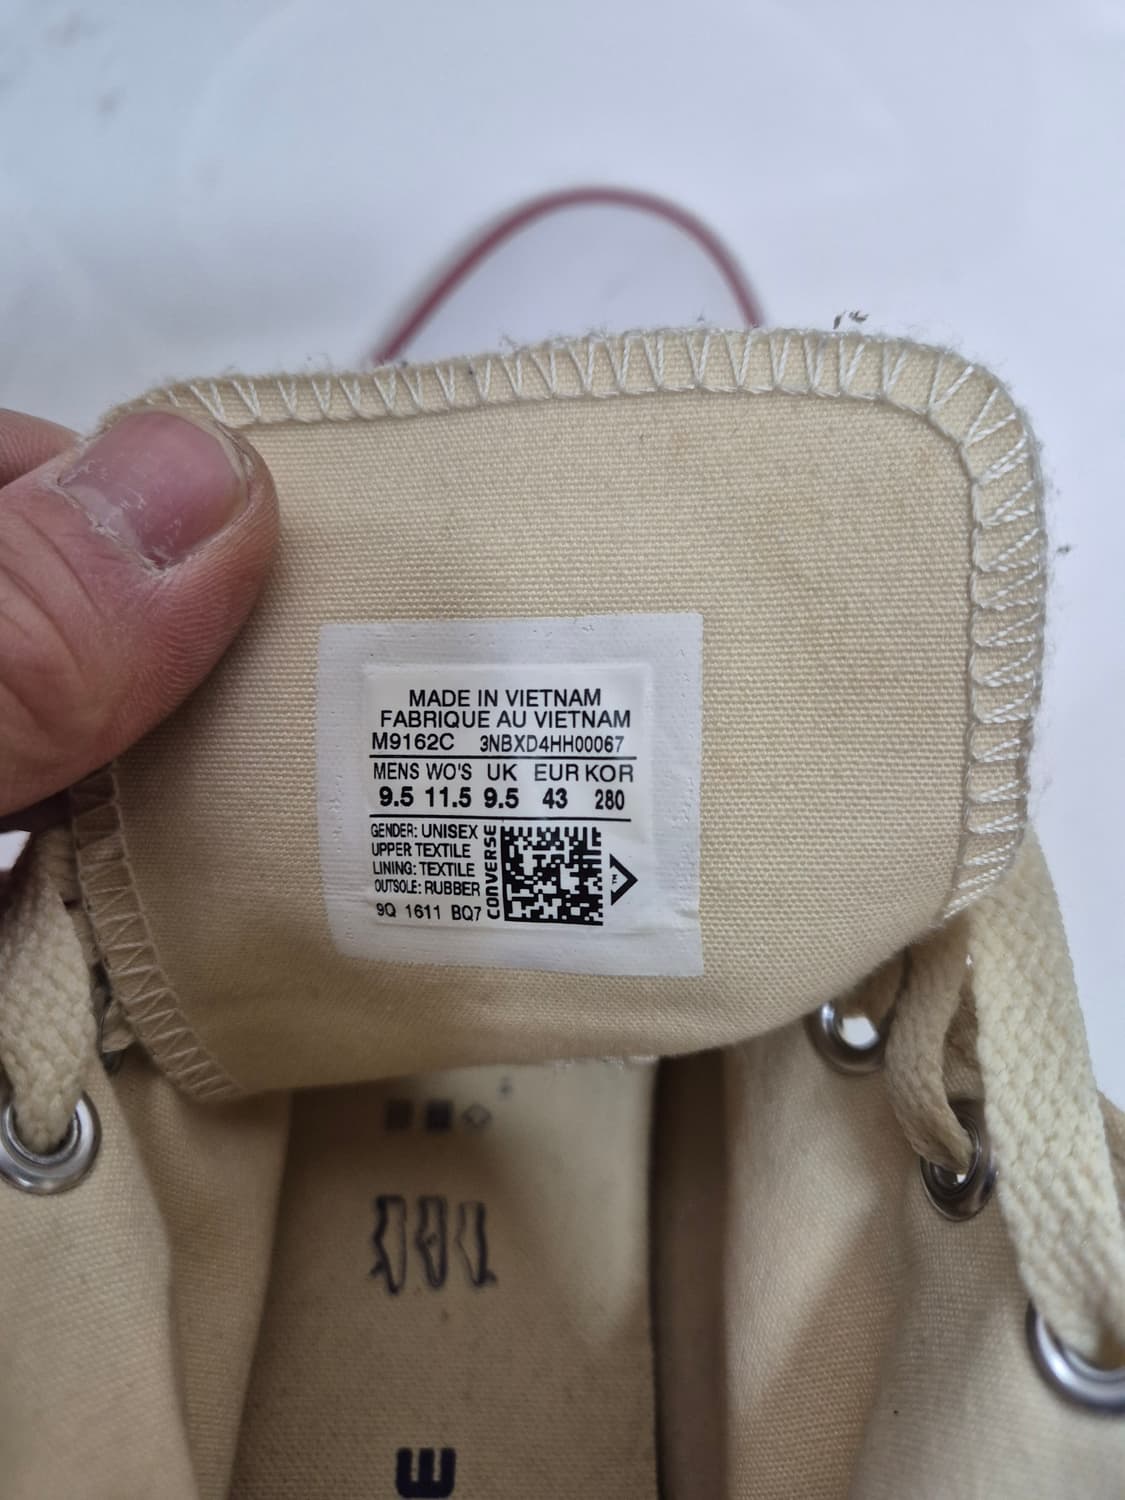 MADE IN VIETNAM
FABRIQUE AU VIETNAM
M9162C 3NBXD4HH00067
MENS WO'S UK EUR KOR
9.5 11.5 9.5 43 280
GENDER: UNISEX
UPPER TEXTILE
LINING: TEXTILE
OUTSOLE: RUBBER
9Q 1611 BQ7
CONVERSE
TM
E